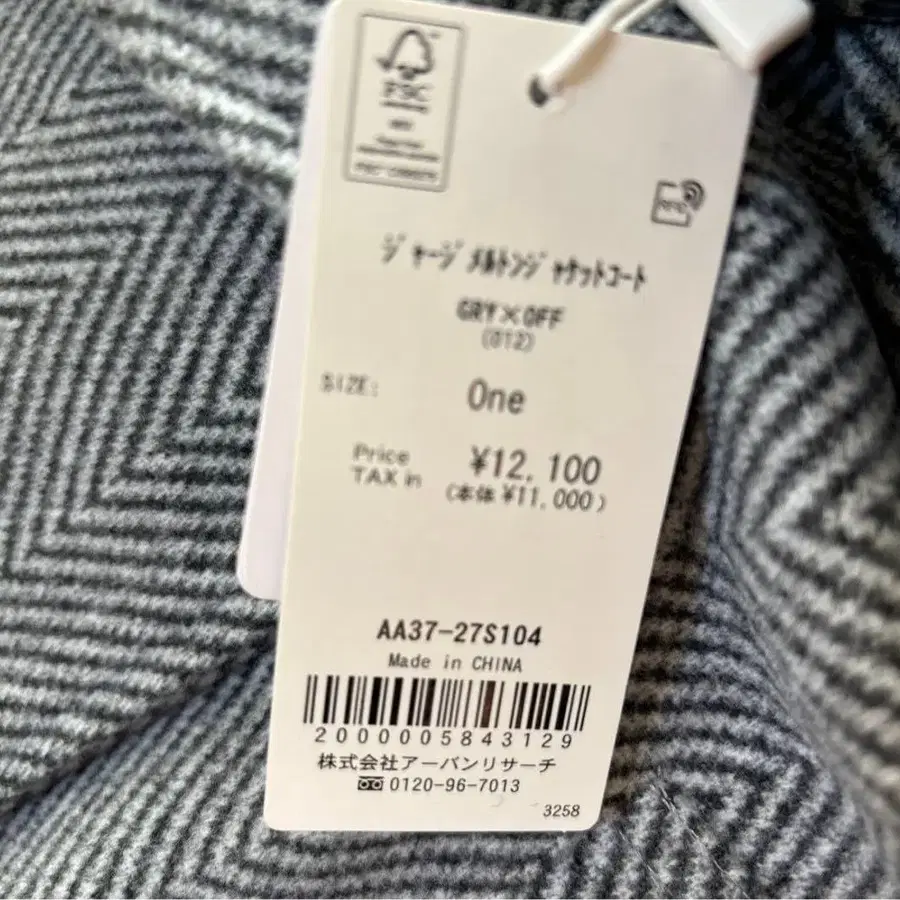 FSC
ｼﾞｬｰｼﾞﾒﾙﾄﾝｼﾞｬｹｯﾄｺｰﾄ
GRY×OFF
(012)
SIZE: One
Price TAX in ¥12,100
(本体¥11,000)
AA37-27S104
Made in CHINA
2000005843129
株式会社アーバンリサーチ
0120-96-7013
3258